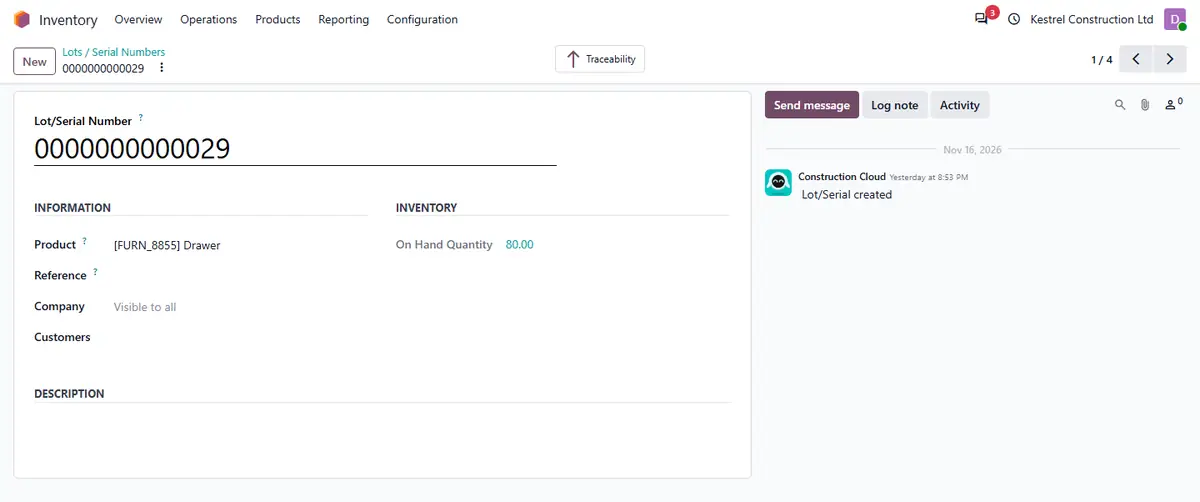 Inventory Overview Operations Products Reporting Configuration 3 Kestrel Construction Ltd D
New Lots / Serial Numbers
0000000000029
Traceability
1 / 4
Lot/Serial Number ?
0000000000029
INFORMATION
Product ? [FURN_8855] Drawer
Reference ?
Company Visible to all
Customers
INVENTORY
On Hand Quantity 80.00
DESCRIPTION
Send message Log note Activity 0
Nov 16, 2026
Construction Cloud Yesterday at 8:53 PM
Lot/Serial created